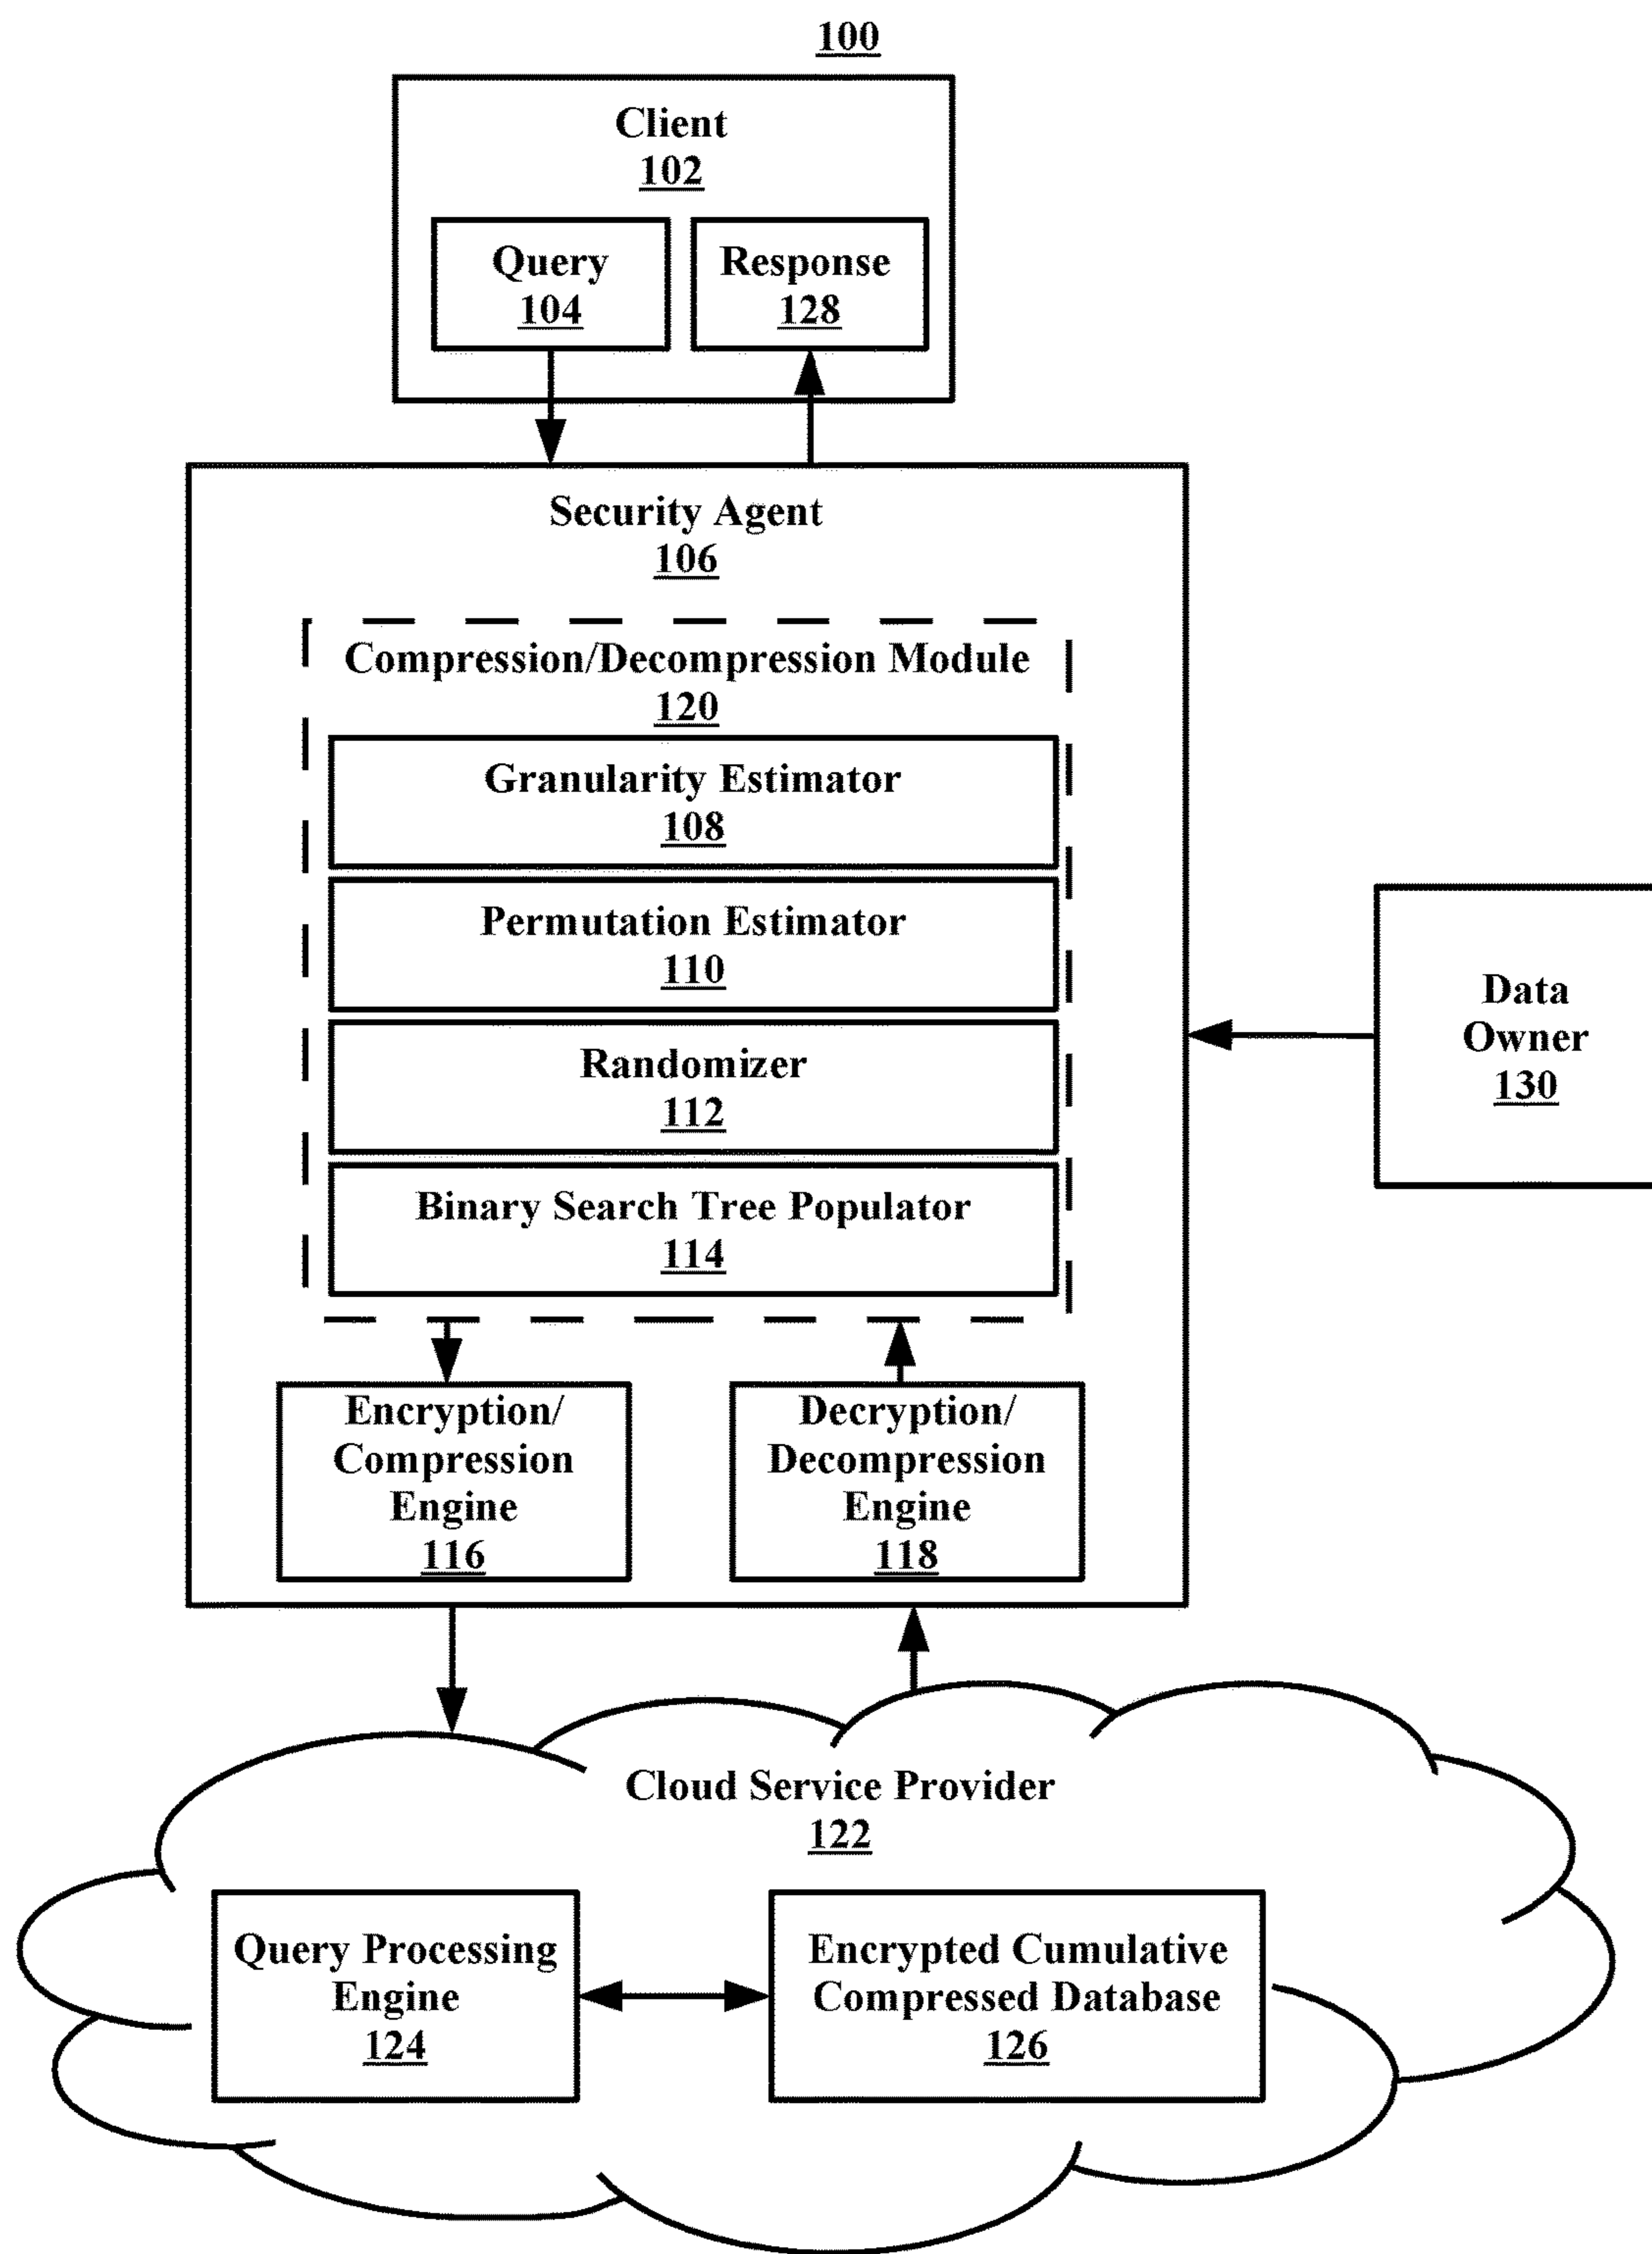 100
Client
102
Query
104
Response
128
Security Agent
106
Compression/Decompression Module
120
Granularity Estimator
108
Permutation Estimator
110
Randomizer
112
Binary Search Tree Populator
114
Encryption/
Compression
Engine
116
Decryption/
Decompression
Engine
118
Data
Owner
130
Cloud Service Provider
122
Query Processing
Engine
124
Encrypted Cumulative
Compressed Database
126